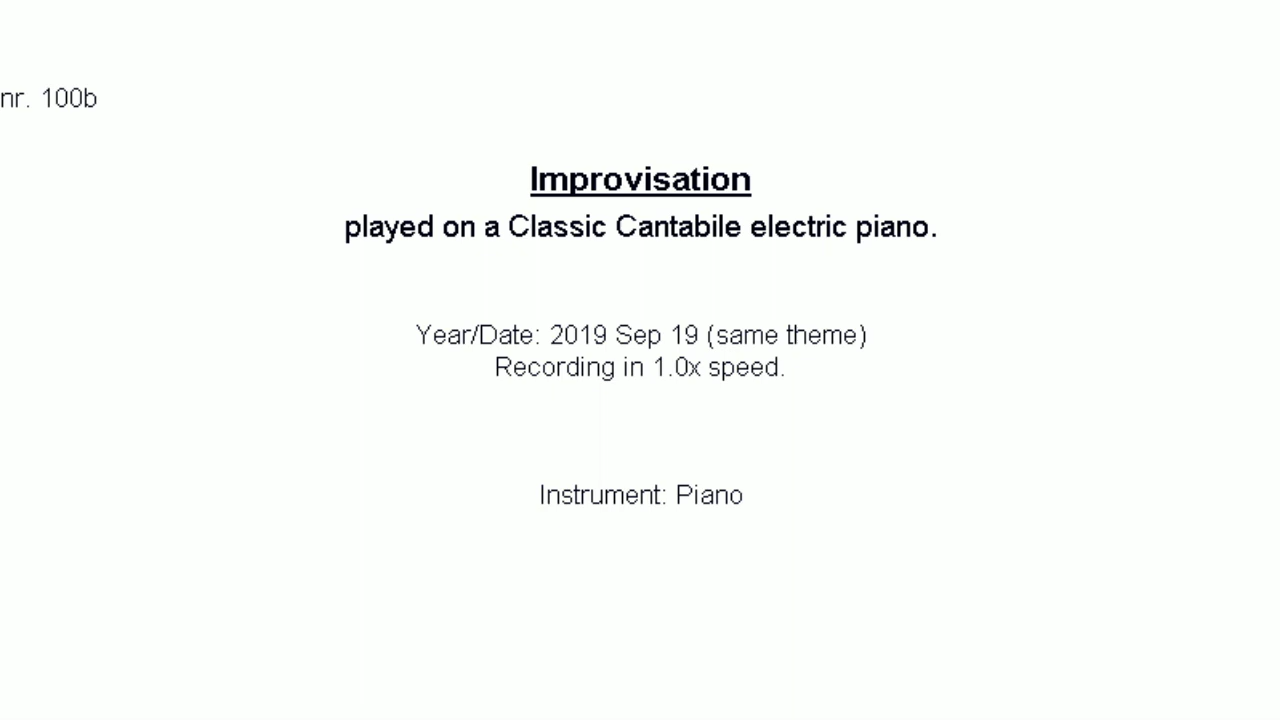 nr. 100b
Improvisation
played on a Classic Cantabile electric piano.
Year/Date: 2019 Sep 19 (same theme)
Recording in 1.0x speed.
Instrument: Piano